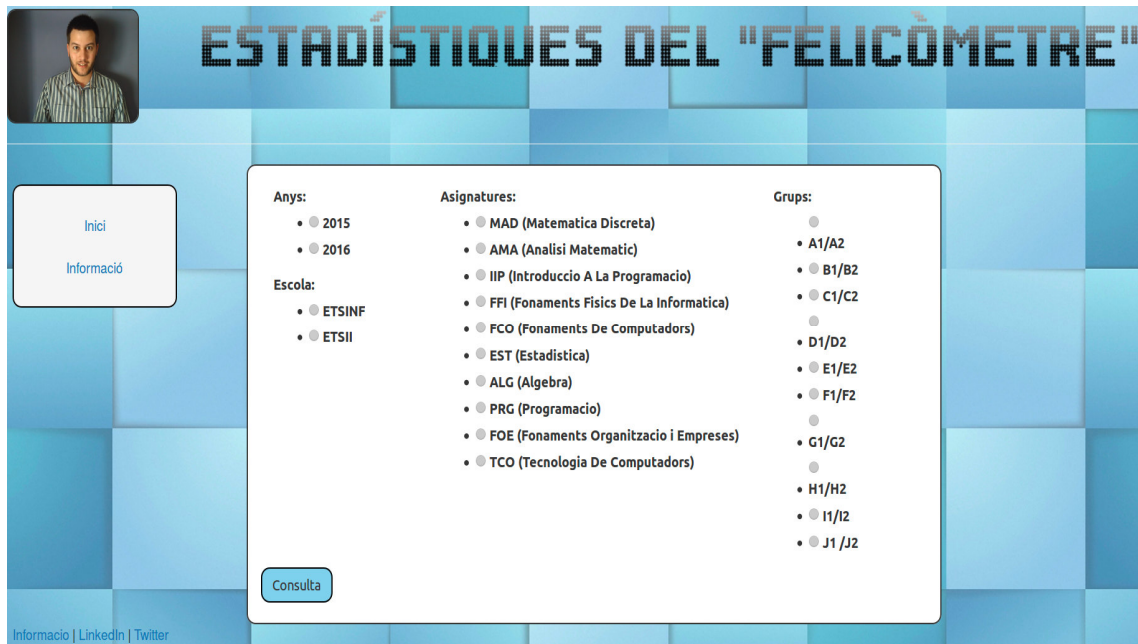 ESTADÍSTIQUES DEL "FELICÒMETRE"
Inici
Informació
Anys:
2015
2016
Escola:
ETSINF
ETSII
Asignatures:
MAD (Matematica Discreta)
AMA (Analisi Matematic)
IIP (Introduccio A La Programacio)
FFI (Fonaments Fisics De La Informatica)
FCO (Fonaments De Computadors)
EST (Estadistica)
ALG (Algebra)
PRG (Programacio)
FOE (Fonaments Organitzacio i Empreses)
TCO (Tecnologia De Computadors)
Grups:
A1/A2
B1/B2
C1/C2
D1/D2
E1/E2
F1/F2
G1/G2
H1/H2
I1/I2
J1 /J2
Consulta
Informacio | LinkedIn | Twitter